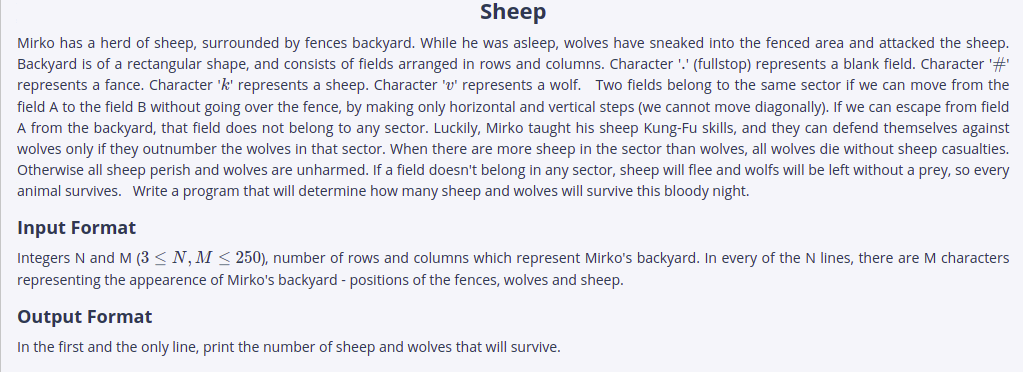 Sheep
Mirko has a herd of sheep, surrounded by fences backyard. While he was asleep, wolves have sneaked into the fenced area and attacked the sheep.
Backyard is of a rectangular shape, and consists of fields arranged in rows and columns. Character '.' (fullstop) represents a blank field. Character '#'
represents a fance. Character 'k' represents a sheep. Character 'v' represents a wolf. Two fields belong to the same sector if we can move from the
field A to the field B without going over the fence, by making only horizontal and vertical steps (we cannot move diagonally). If we can escape from field
A from the backyard, that field does not belong to any sector. Luckily, Mirko taught his sheep Kung-Fu skills, and they can defend themselves against
wolves only if they outnumber the wolves in that sector. When there are more sheep in the sector than wolves, all wolves die without sheep casualties.
Otherwise all sheep perish and wolves are unharmed. If a field doesn't belong in any sector, sheep will flee and wolfs will be left without a prey, so every
animal survives. Write a program that will determine how many sheep and wolves will survive this bloody night.
Input Format
Integers N and M (3 ≤ N, M ≤ 250), number of rows and columns which represent Mirko's backyard. In every of the N lines, there are M characters
representing the appearence of Mirko's backyard - positions of the fences, wolves and sheep.
Output Format
In the first and the only line, print the number of sheep and wolves that will survive.